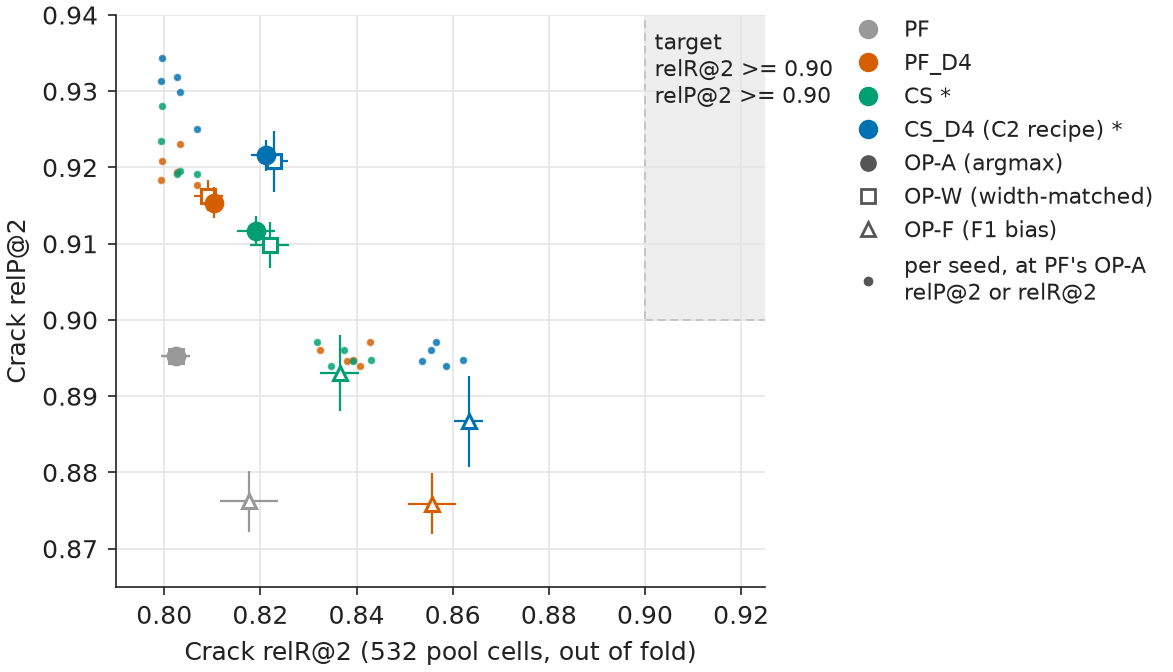 0.94
0.93
0.92
0.91
0.90
0.89
0.88
0.87
Crack relP@2
0.80
0.82
0.84
0.86
0.88
0.90
0.92
Crack relR@2 (532 pool cells, out of fold)
target
relR@2 >= 0.90
relP@2 >= 0.90
PF
PF_D4
CS *
CS_D4 (C2 recipe) *
OP-A (argmax)
OP-W (width-matched)
OP-F (F1 bias)
per seed, at PF's OP-A
relP@2 or relR@2